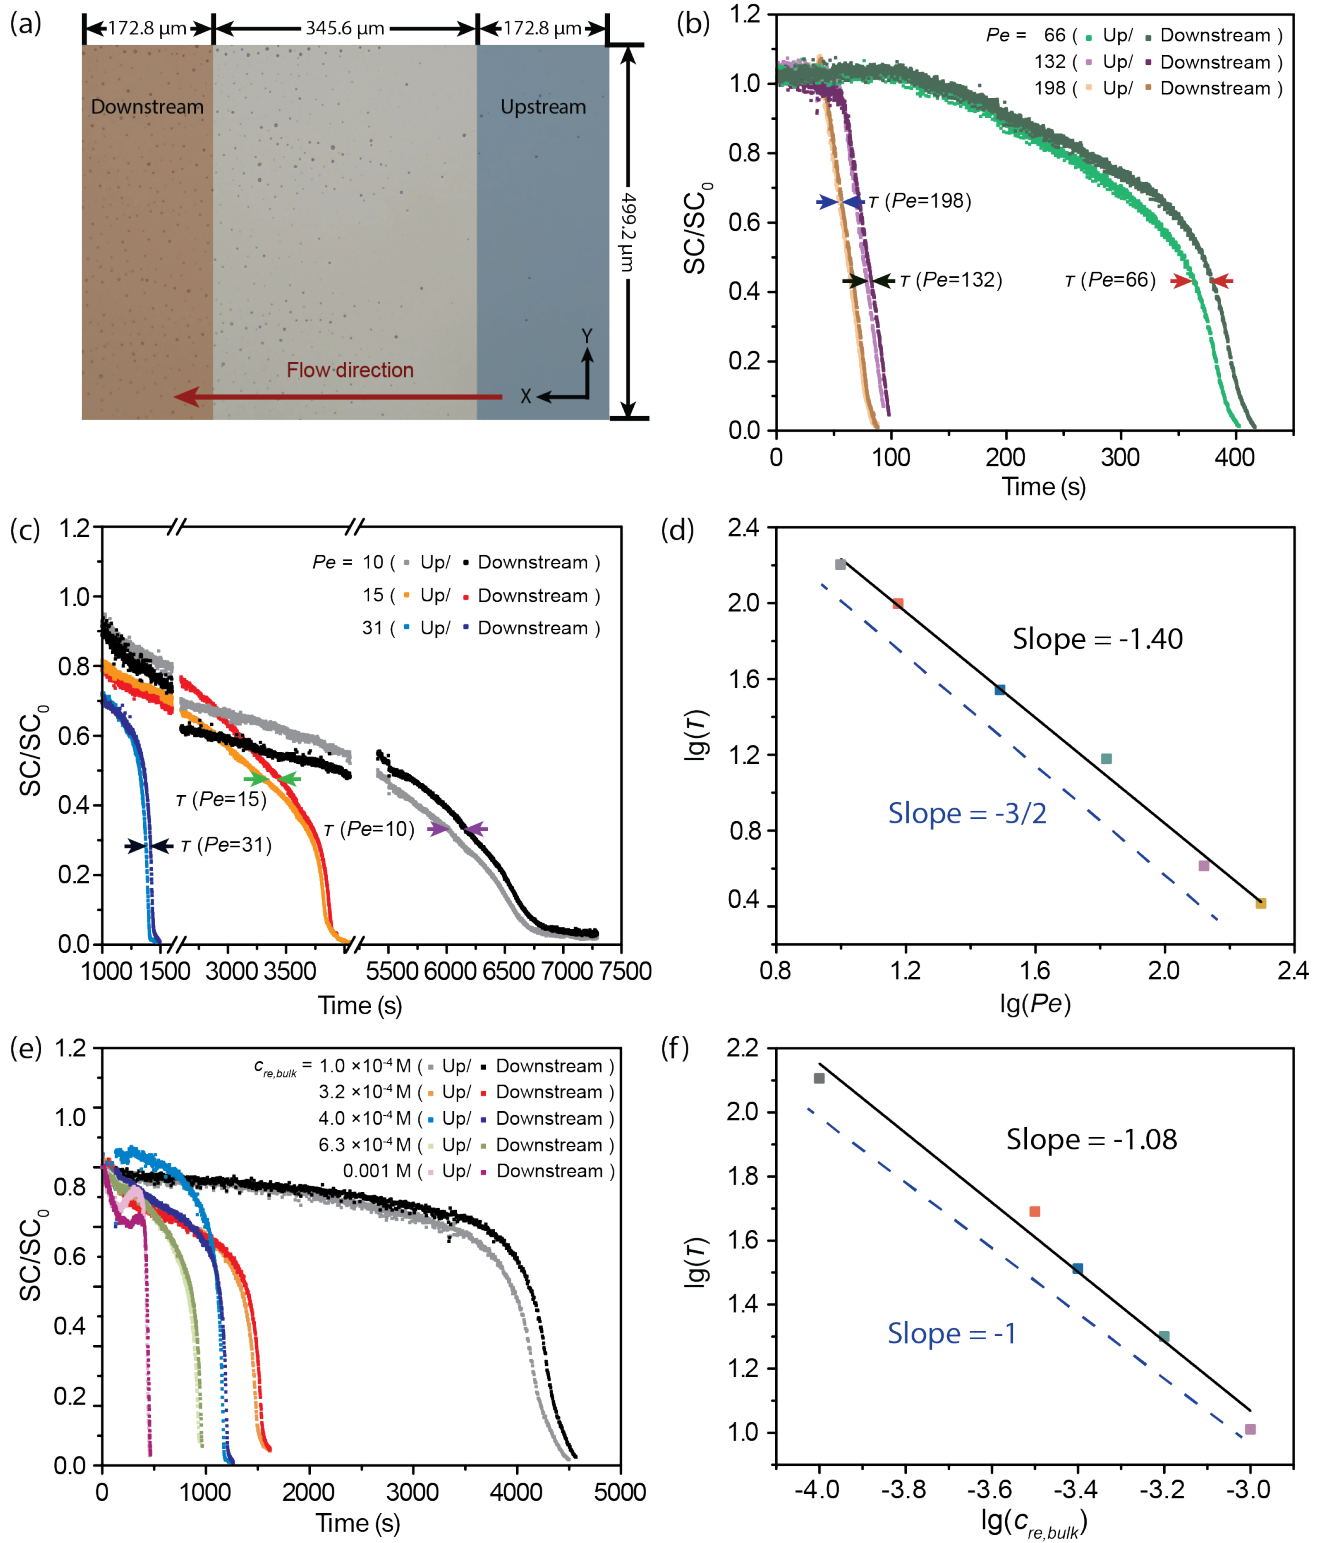 (a)
172.8 µm
345.6 µm
172.8 µm
Downstream
Upstream
499.2 µm
Flow direction
Y
X
(b)
Pe = 66 ( Up/ Downstream )
132 ( Up/ Downstream )
198 ( Up/ Downstream )
τ (Pe=198)
τ (Pe=132)
τ (Pe=66)
SC/SC0
1.2
1.0
0.8
0.6
0.4
0.2
0.0
0 100 200 300 400
Time (s)
(c)
Pe = 10 ( Up/ Downstream )
15 ( Up/ Downstream )
31 ( Up/ Downstream )
τ (Pe=15)
τ (Pe=10)
τ (Pe=31)
SC/SC0
1.2
1.0
0.8
0.6
0.4
0.2
0.0
1000 1500 3000 3500 5500 6000 6500 7000 7500
Time (s)
(d)
2.4
2.0
1.6
1.2
0.8
0.4
lg(τ)
Slope = -1.40
Slope = -3/2
0.8 1.2 1.6 2.0 2.4
lg(Pe)
(e)
c re,bulk = 1.0 ×10-4 M ( Up/ Downstream )
3.2 ×10-4 M ( Up/ Downstream )
4.0 ×10-4 M ( Up/ Downstream )
6.3 ×10-4 M ( Up/ Downstream )
0.001 M ( Up/ Downstream )
SC/SC0
1.2
1.0
0.8
0.6
0.4
0.2
0.0
0 1000 2000 3000 4000 5000
Time (s)
(f)
2.2
2.0
1.8
1.6
1.4
1.2
1.0
lg(τ)
Slope = -1.08
Slope = -1
-4.0 -3.8 -3.6 -3.4 -3.2 -3.0
lg(c re,bulk)